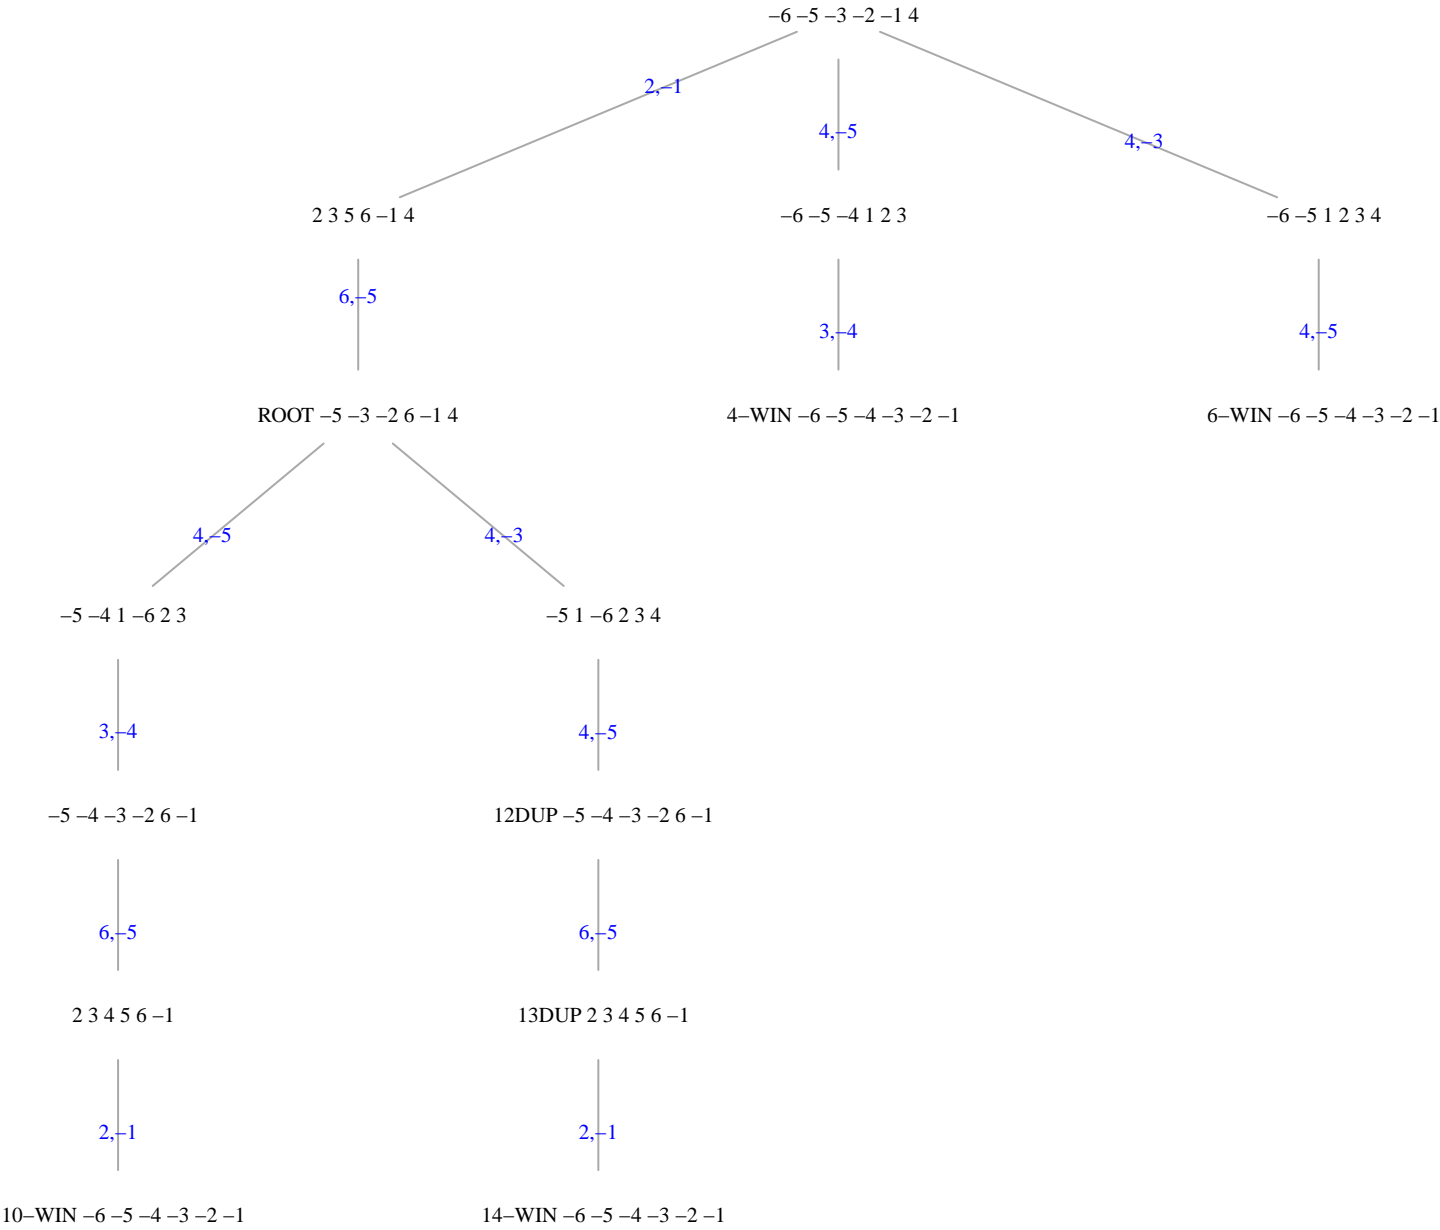 –6 –5 –3 –2 –1 4
2,–1
4,–5
4,–3
2 3 5 6 –1 4
–6 –5 –4 1 2 3
–6 –5 1 2 3 4
6,–5
3,–4
4,–5
ROOT –5 –3 –2 6 –1 4
4–WIN –6 –5 –4 –3 –2 –1
6–WIN –6 –5 –4 –3 –2 –1
4,–5
4,–3
–5 –4 1 –6 2 3
–5 1 –6 2 3 4
3,–4
4,–5
–5 –4 –3 –2 6 –1
12DUP –5 –4 –3 –2 6 –1
6,–5
6,–5
2 3 4 5 6 –1
13DUP 2 3 4 5 6 –1
2,–1
2,–1
10–WIN –6 –5 –4 –3 –2 –1
14–WIN –6 –5 –4 –3 –2 –1